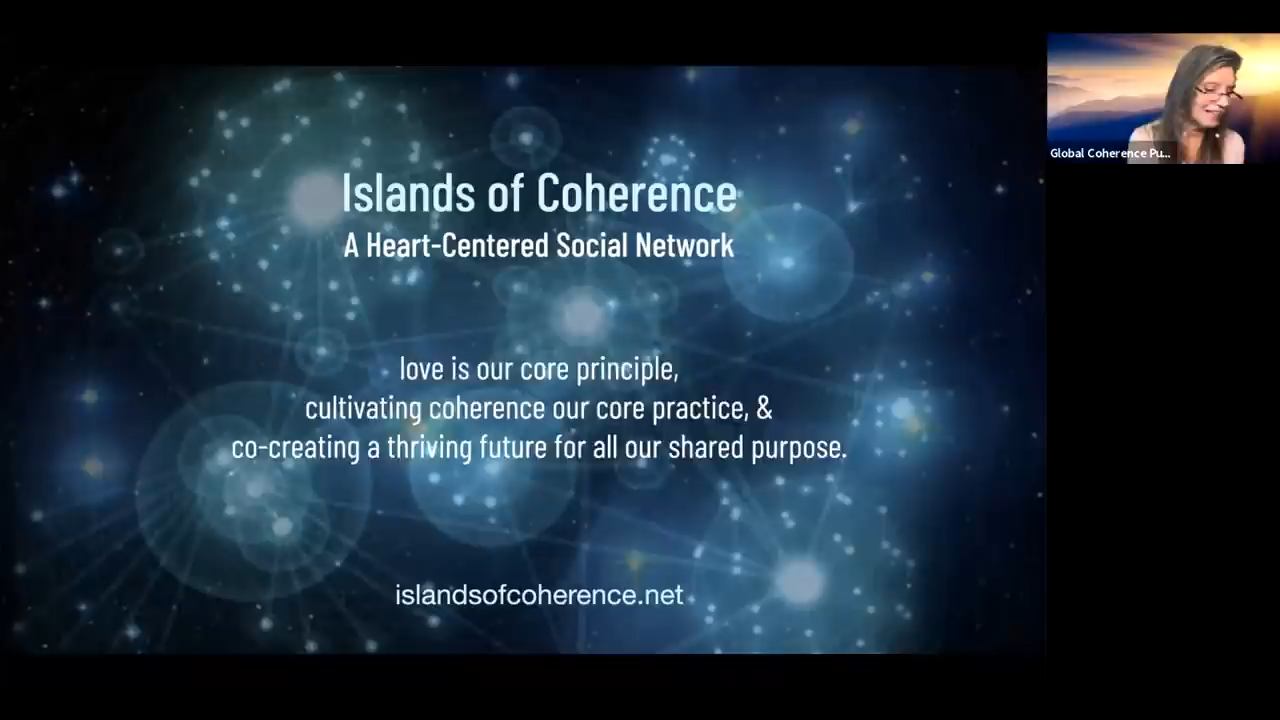 Islands of Coherence
A Heart-Centered Social Network
love is our core principle,
cultivating coherence our core practice, &
co-creating a thriving future for all our shared purpose.
islandsofcoherence.net
Global Coherence Pu...